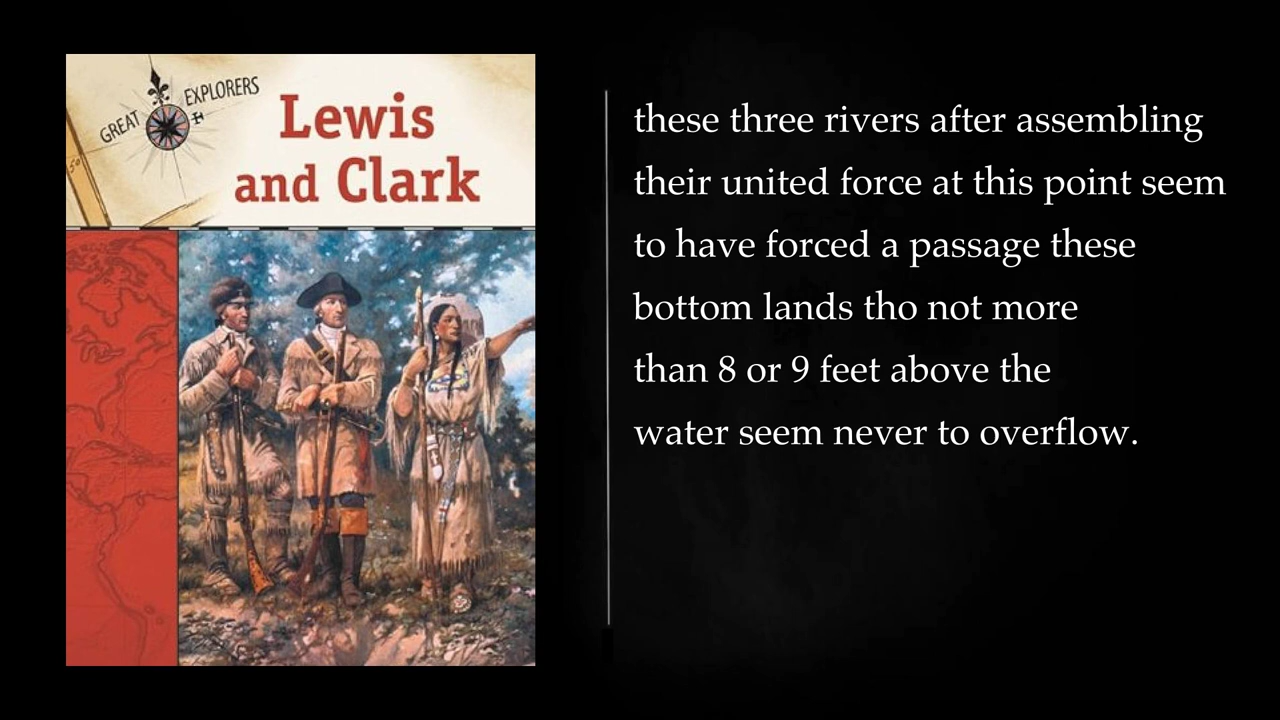 GREAT EXPLORERS
Lewis
and Clark
50
these three rivers after assembling
their united force at this point seem
to have forced a passage these
bottom lands tho not more
than 8 or 9 feet above the
water seem never to overflow.